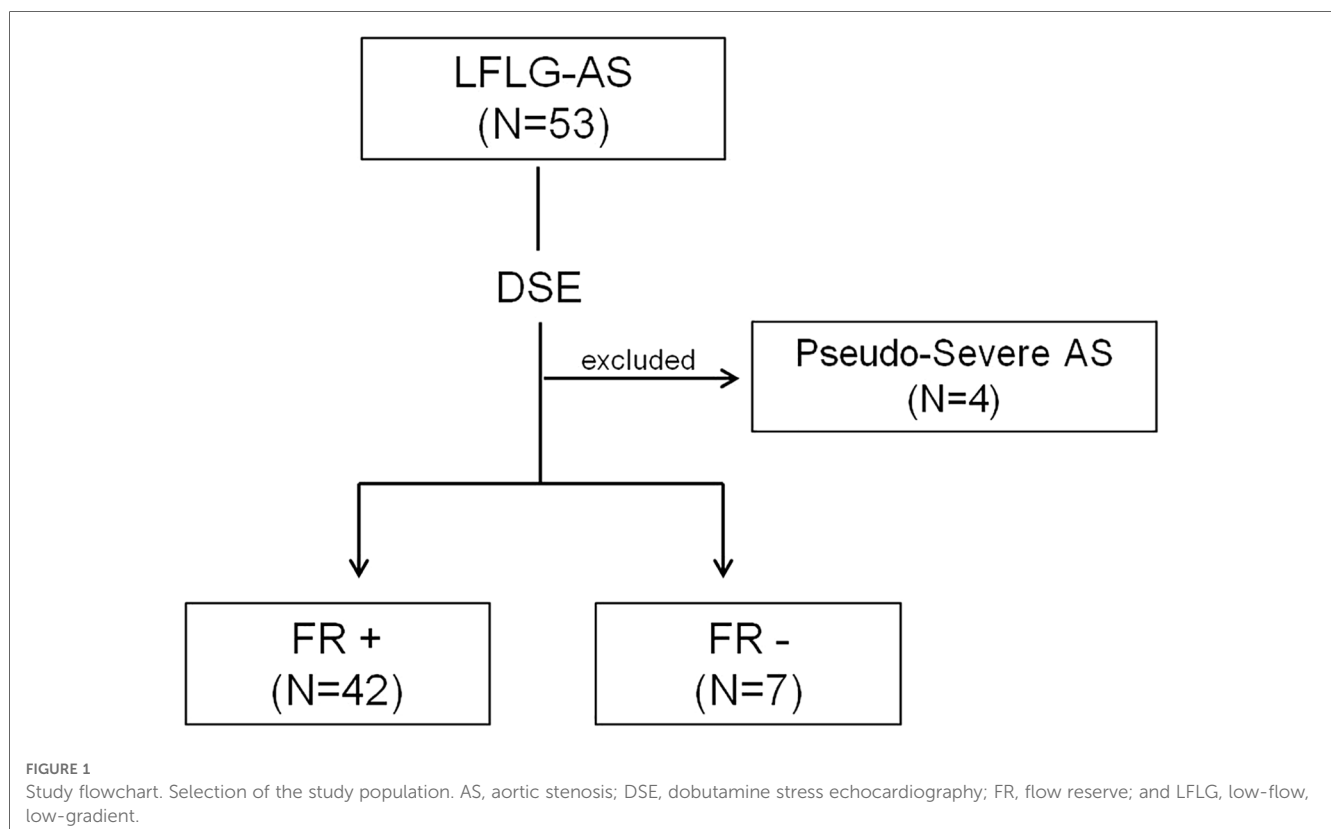 LFLG-AS
(N=53)
DSE
excluded
Pseudo-Severe AS
(N=4)
FR +
(N=42)
FR -
(N=7)
FIGURE 1
Study flowchart. Selection of the study population. AS, aortic stenosis; DSE, dobutamine stress echocardiography; FR, flow reserve; and LFLG, low-flow,
low-gradient.